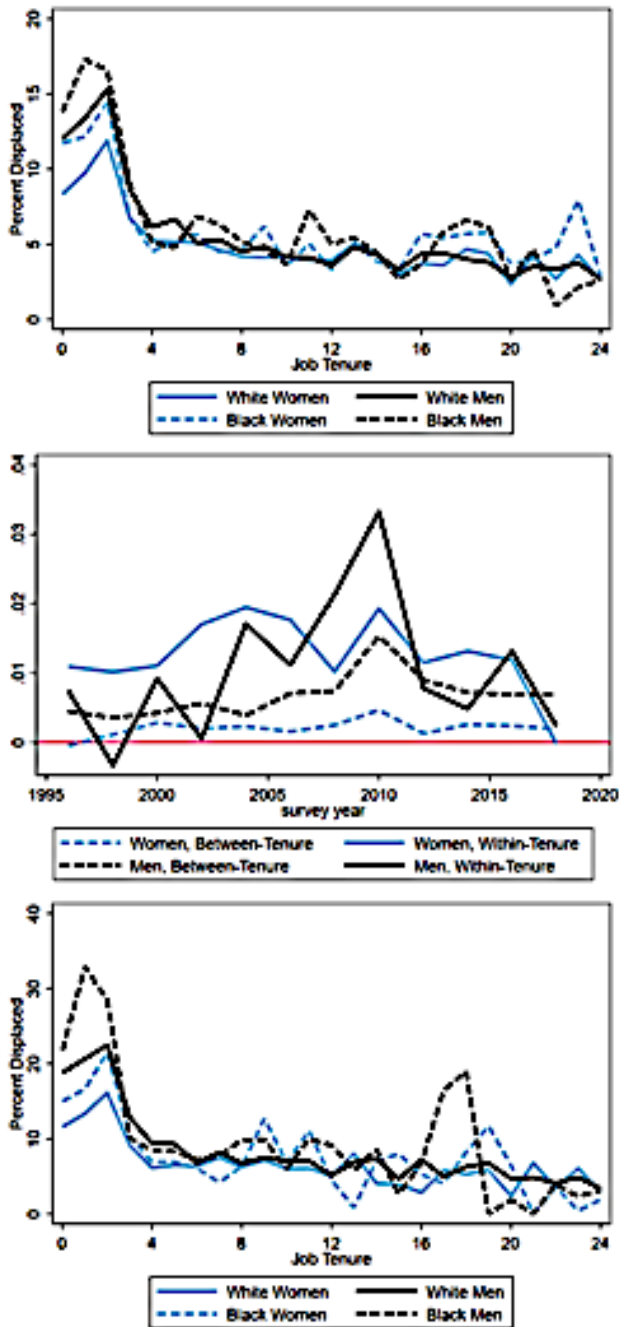 20
15
10
5
0
Percent Displaced
0 4 8 12 16 20 24
Job Tenure
White Women White Men
Black Women Black Men
.04
.03
.02
.01
0
1995 2000 2005 2010 2015 2020
survey year
Women, Between-Tenure Women, Within-Tenure
Men, Between-Tenure Men, Within-Tenure
40
30
20
10
0
Percent Displaced
0 4 8 12 16 20 24
Job Tenure
White Women White Men
Black Women Black Men